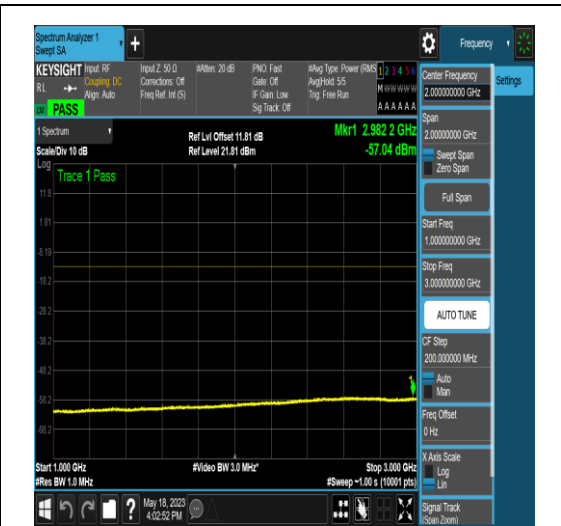 Spectrum Analyzer 1
Swept SA
+
Frequency
KEYSIGHT
RL
PASS
Input: RF
Coupling: DC
Align: Auto
Input Z: 50 Ω
Corrections: Off
Freq Ref: Int (S)
#Atten: 20 dB
PNO: Fast
Gate: Off
IF Gain: Low
Sig Track: Off
#Avg Type: Power (RMS
Avg|Hold: 5/5
Trig: Free Run
1 2 3 4 5 6
M W W W W W
A A A A A A
1 Spectrum
Scale/Div 10 dB
Ref Lvl Offset 11.81 dB
Ref Level 21.81 dBm
Mkr1 2.982 2 GHz
-57.04 dBm
Log
Trace 1 Pass
11.8
1.81
-8.19
-18.2
-28.2
-38.2
-48.2
-58.2
-68.2
1
Start 1.000 GHz
#Res BW 1.0 MHz
#Video BW 3.0 MHz*
Stop 3.000 GHz
#Sweep ~1.00 s (10001 pts)
Center Frequency
2.000000000 GHz
Settings
Span
2.00000000 GHz
Swept Span
Zero Span
Full Span
Start Freq
1.000000000 GHz
Stop Freq
3.000000000 GHz
AUTO TUNE
CF Step
200.000000 MHz
Auto
Man
Freq Offset
0 Hz
X Axis Scale
Log
Lin
Signal Track
(Span Zoom)
?
May 18, 2023
4:02:52 PM